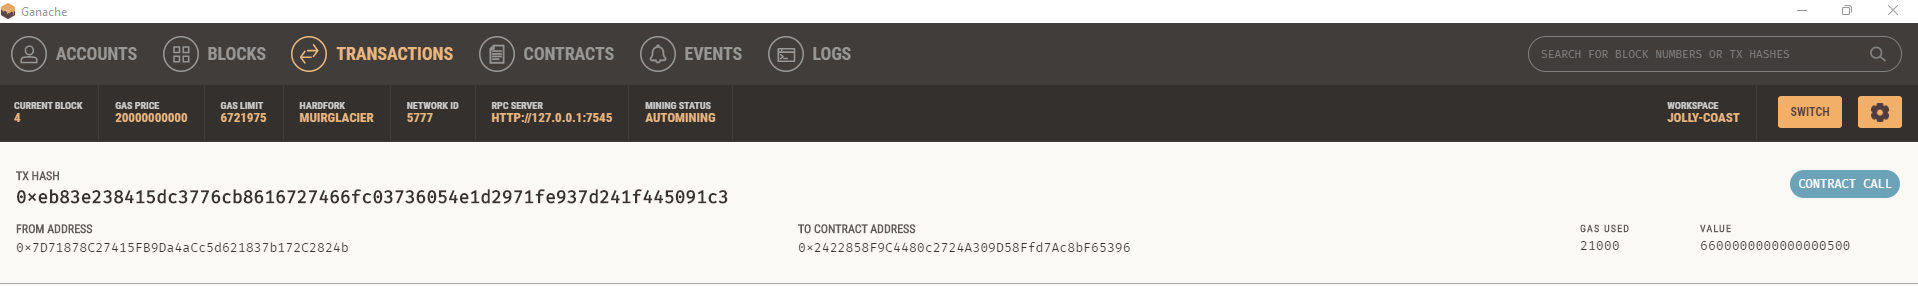 Ganache
ACCOUNTS BLOCKS TRANSACTIONS CONTRACTS EVENTS LOGS SEARCH FOR BLOCK NUMBERS OR TX HASHES
CURRENT BLOCK GAS PRICE GAS LIMIT HARDFORK NETWORK ID RPC SERVER MINING STATUS WORKSPACE
4 20000000000 6721975 MUIRGLACIER 5777 HTTP://127.0.0.1:7545 AUTOMINING JOLLY-COAST SWITCH
TX HASH
0×eb83e238415dc3776cb8616727466fc03736054e1d2971fe937d241f445091c3 CONTRACT CALL
FROM ADDRESS TO CONTRACT ADDRESS GAS USED VALUE
0×7D71878C27415FB9Da4aCc5d621837b172C2824b 0×2422858F9C4480c2724A309D58Ffd7Ac8bF65396 21000 6600000000000000500